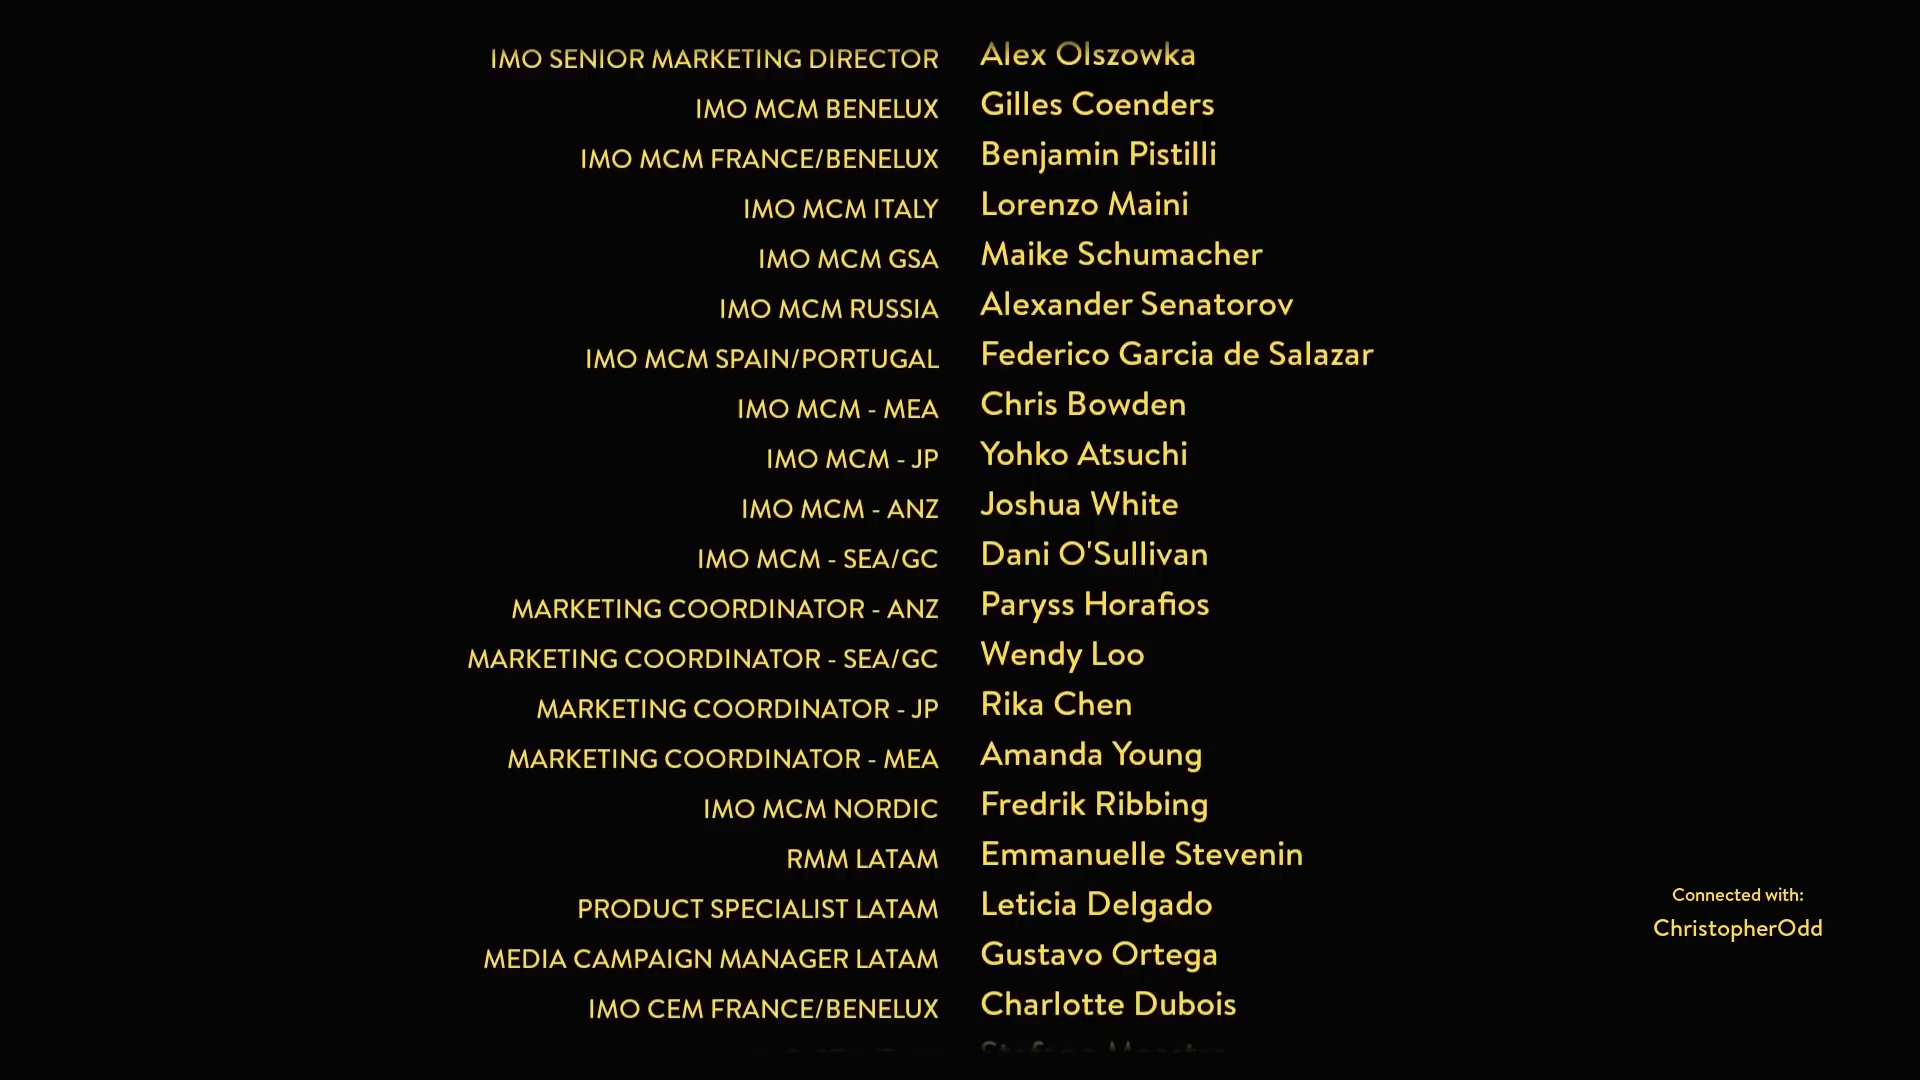 IMO SENIOR MARKETING DIRECTOR Alex Olszowka
IMO MCM BENELUX Gilles Coenders
IMO MCM FRANCE/BENELUX Benjamin Pistilli
IMO MCM ITALY Lorenzo Maini
IMO MCM GSA Maike Schumacher
IMO MCM RUSSIA Alexander Senatorov
IMO MCM SPAIN/PORTUGAL Federico Garcia de Salazar
IMO MCM - MEA Chris Bowden
IMO MCM - JP Yohko Atsuchi
IMO MCM - ANZ Joshua White
IMO MCM - SEA/GC Dani O'Sullivan
MARKETING COORDINATOR - ANZ Paryss Horafios
MARKETING COORDINATOR - SEA/GC Wendy Loo
MARKETING COORDINATOR - JP Rika Chen
MARKETING COORDINATOR - MEA Amanda Young
IMO MCM NORDIC Fredrik Ribbing
RMM LATAM Emmanuelle Stevenin
PRODUCT SPECIALIST LATAM Leticia Delgado
MEDIA CAMPAIGN MANAGER LATAM Gustavo Ortega
IMO CEM FRANCE/BENELUX Charlotte Dubois
Connected with:
ChristopherOdd